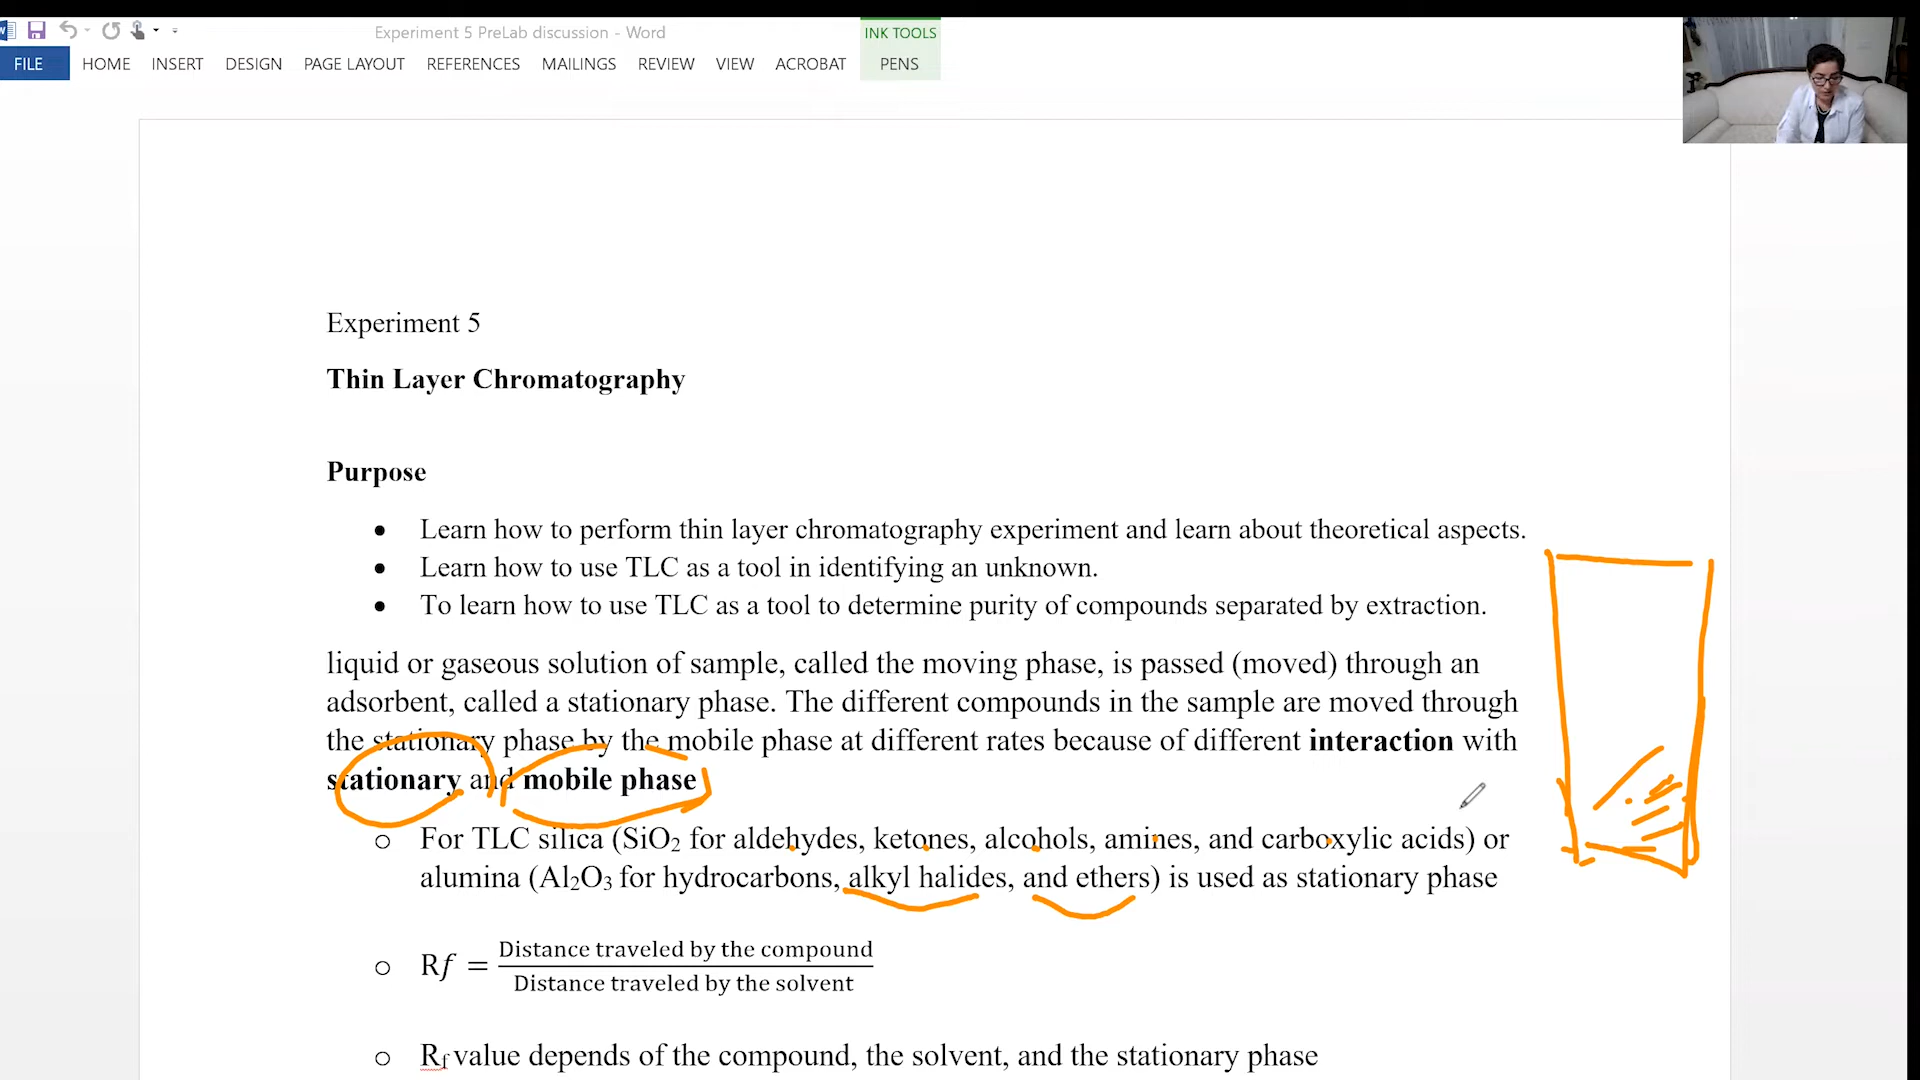 Experiment 5 PreLab discussion - Word
INK TOOLS
FILE HOME INSERT DESIGN PAGE LAYOUT REFERENCES MAILINGS REVIEW VIEW ACROBAT PENS
Experiment 5
Thin Layer Chromatography
Purpose
• Learn how to perform thin layer chromatography experiment and learn about theoretical aspects.
• Learn how to use TLC as a tool in identifying an unknown.
• To learn how to use TLC as a tool to determine purity of compounds separated by extraction.
liquid or gaseous solution of sample, called the moving phase, is passed (moved) through an
adsorbent, called a stationary phase. The different compounds in the sample are moved through
the stationary phase by the mobile phase at different rates because of different interaction with
stationary and mobile phase
o For TLC silica (SiO₂ for aldehydes, ketones, alcohols, amines, and carboxylic acids) or
alumina (Al₂O₃ for hydrocarbons, alkyl halides, and ethers) is used as stationary phase
o Rf = Distance traveled by the compound
Distance traveled by the solvent
o Rf value depends of the compound, the solvent, and the stationary phase